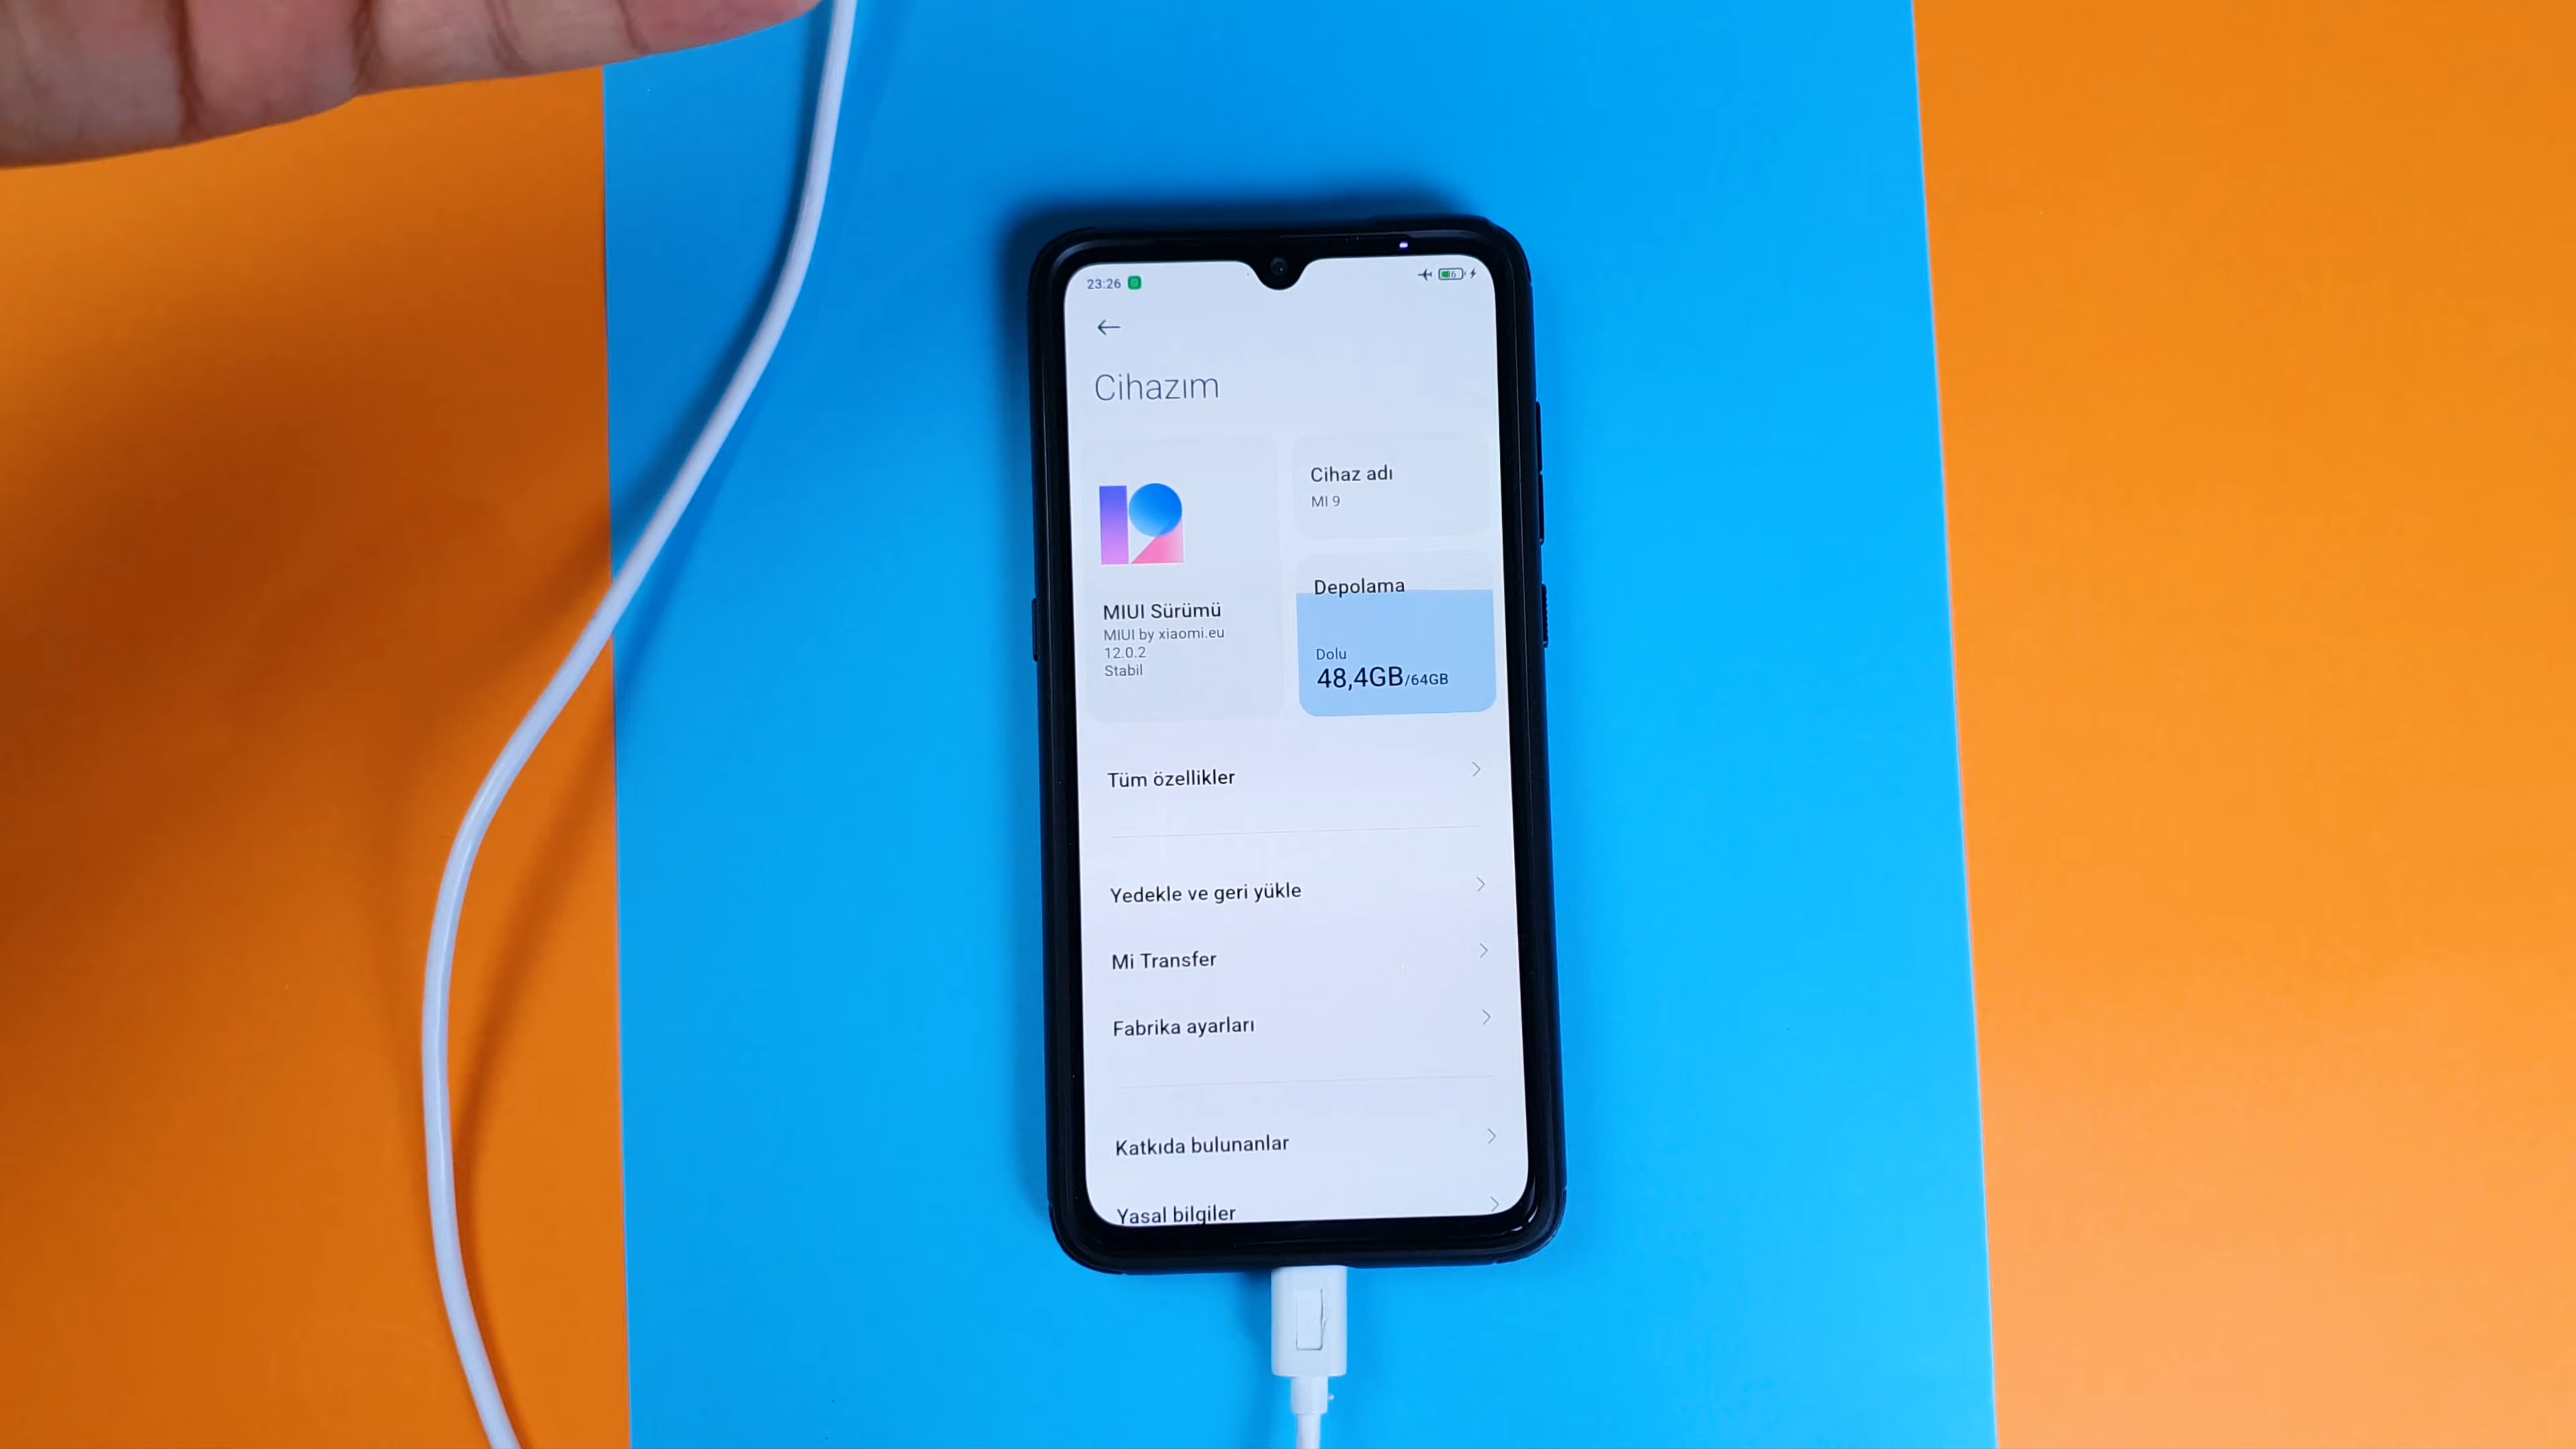 23:26
Cihazım
MIUI Sürümü
MIUI by xiaomi.eu
12.0.2
Stabil
Cihaz adı
MI 9
Depolama
Dolu
48,4GB/64GB
Tüm özellikler
Yedekle ve geri yükle
Mi Transfer
Fabrika ayarları
Katkıda bulunanlar
Yasal bilgiler